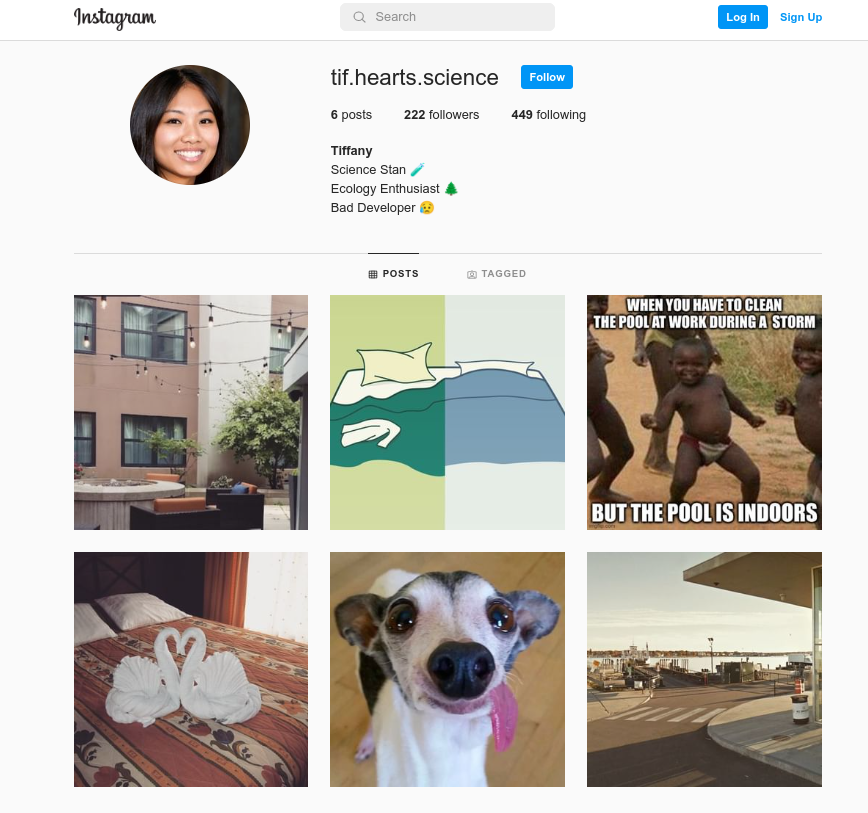 Instagram
Search
Log In
Sign Up
tif.hearts.science
Follow
6 posts 222 followers 449 following
Tiffany
Science Stan 🧪
Ecology Enthusiast 🌲
Bad Developer 😥
POSTS
TAGGED
WHEN YOU HAVE TO CLEAN
THE POOL AT WORK DURING A STORM
BUT THE POOL IS INDOORS
imgflip.com